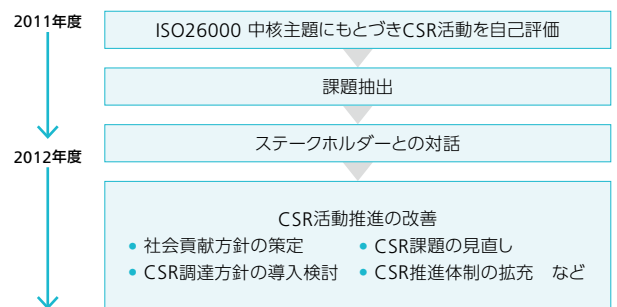 2011年度
ISO26000 中核主題にもとづきCSR活動を自己評価
課題抽出
ステークホルダーとの対話
2012年度
CSR活動推進の改善
• 社会貢献方針の策定 • CSR課題の見直し
• CSR調達方針の導入検討 • CSR推進体制の拡充　など